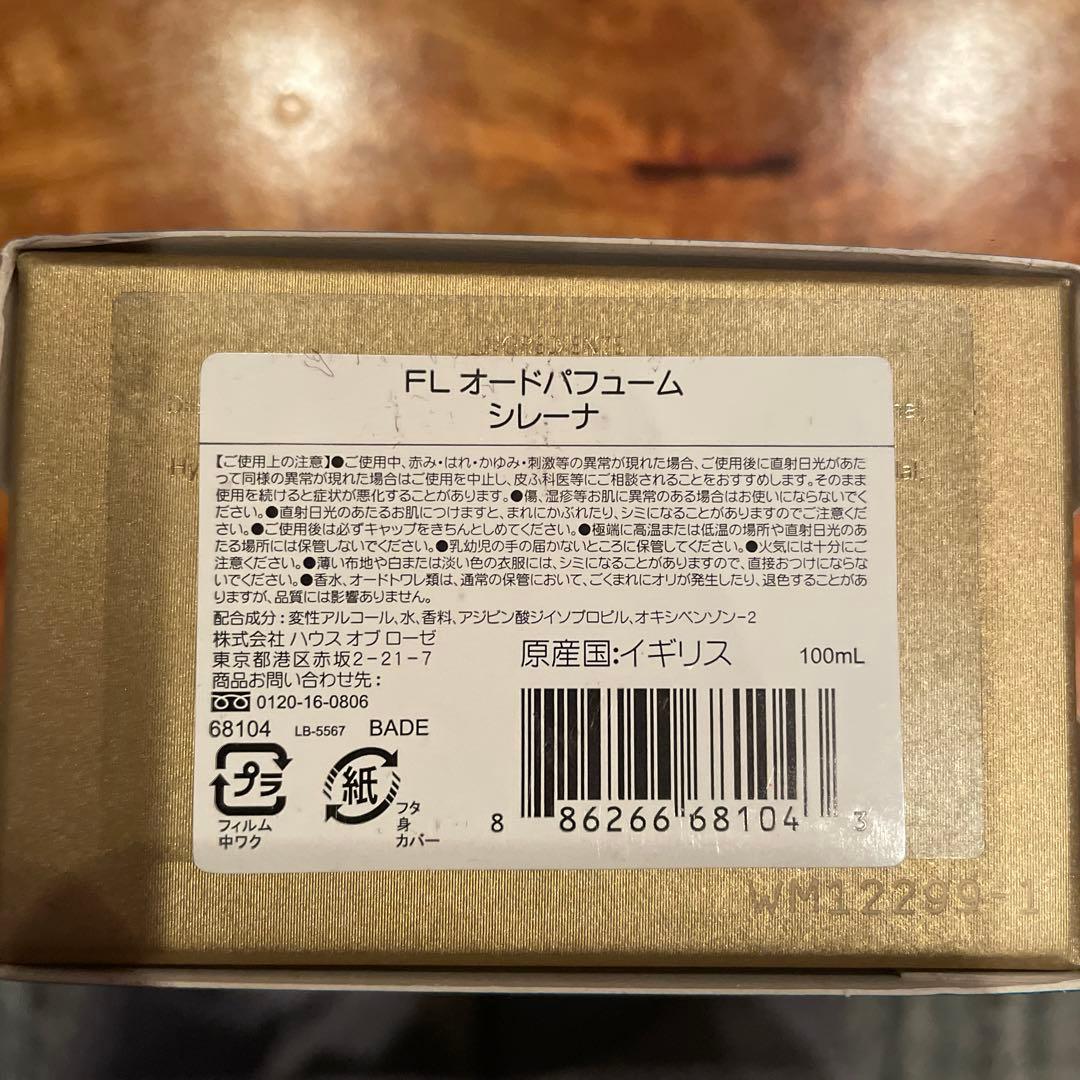 INGREDIENTS
FL オードパフューム
シレーナ
【ご使用上の注意】●ご使用中、赤み・はれ・かゆみ・刺激等の異常が現れた場合、ご使用後に直射日光があた
って同様の異常が現れた場合はご使用を中止し、皮ふ科医等にご相談されることをおすすめします。そのまま
使用を続けると症状が悪化することがあります。●傷、湿疹等お肌に異常のある場合はお使いにならないでく
ださい。●直射日光のあたるお肌につけますと、まれにかぶれたり、シミになることがありますのでご注意くださ
い。●ご使用後は必ずキャップをきちんとしめてください。●極端に高温または低温の場所や直射日光のあ
たる場所には保管しないでください。●乳幼児の手の届かないところに保管してください。●火気には十分にご
注意ください。●薄い布地や白または淡い色の衣服には、シミになることがありますので、直接おつけにならな
いでください。●香水、オードトワレ類は、通常の保管において、ごくまれにオリが発生したり、退色することがあ
りますが、品質には影響ありません。
配合成分:変性アルコール、水、香料、アジピン酸ジイソプロピル、オキシベンゾン-2
株式会社 ハウス オブ ローゼ
東京都港区赤坂2-21-7
商品お問い合わせ先:
0120-16-0806
原産国:イギリス 100mL
68104 LB-5567 BADE
プラ
フィルム
中ワク
紙
フタ
身
カバー
8 86266 68104 3
WM12299-1